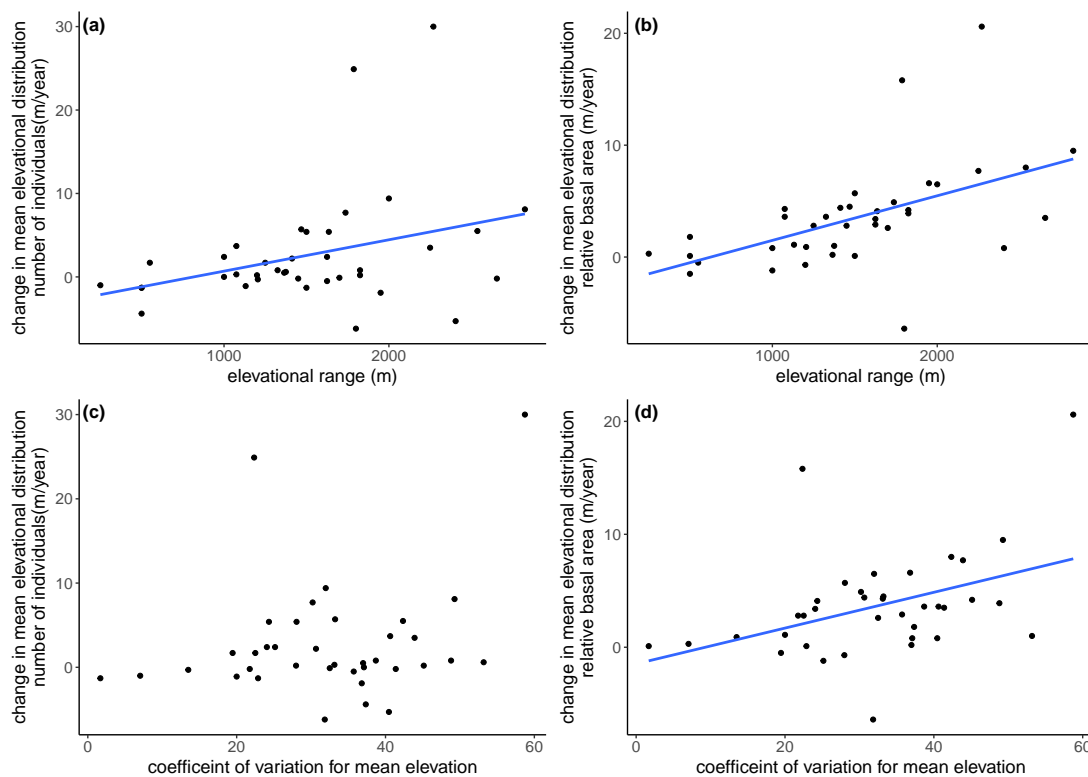 (a)
change in mean elevational distribution
number of individuals(m/year)
30
20
10
0
1000
2000
elevational range (m)
(b)
change in mean elevational distribution
relative basal area (m/year)
20
10
0
1000
2000
elevational range (m)
(c)
change in mean elevational distribution
number of individuals(m/year)
30
20
10
0
0
20
40
60
coefficeint of variation for mean elevation
(d)
change in mean elevational distribution
relative basal area (m/year)
20
10
0
0
20
40
60
coefficeint of variation for mean elevation